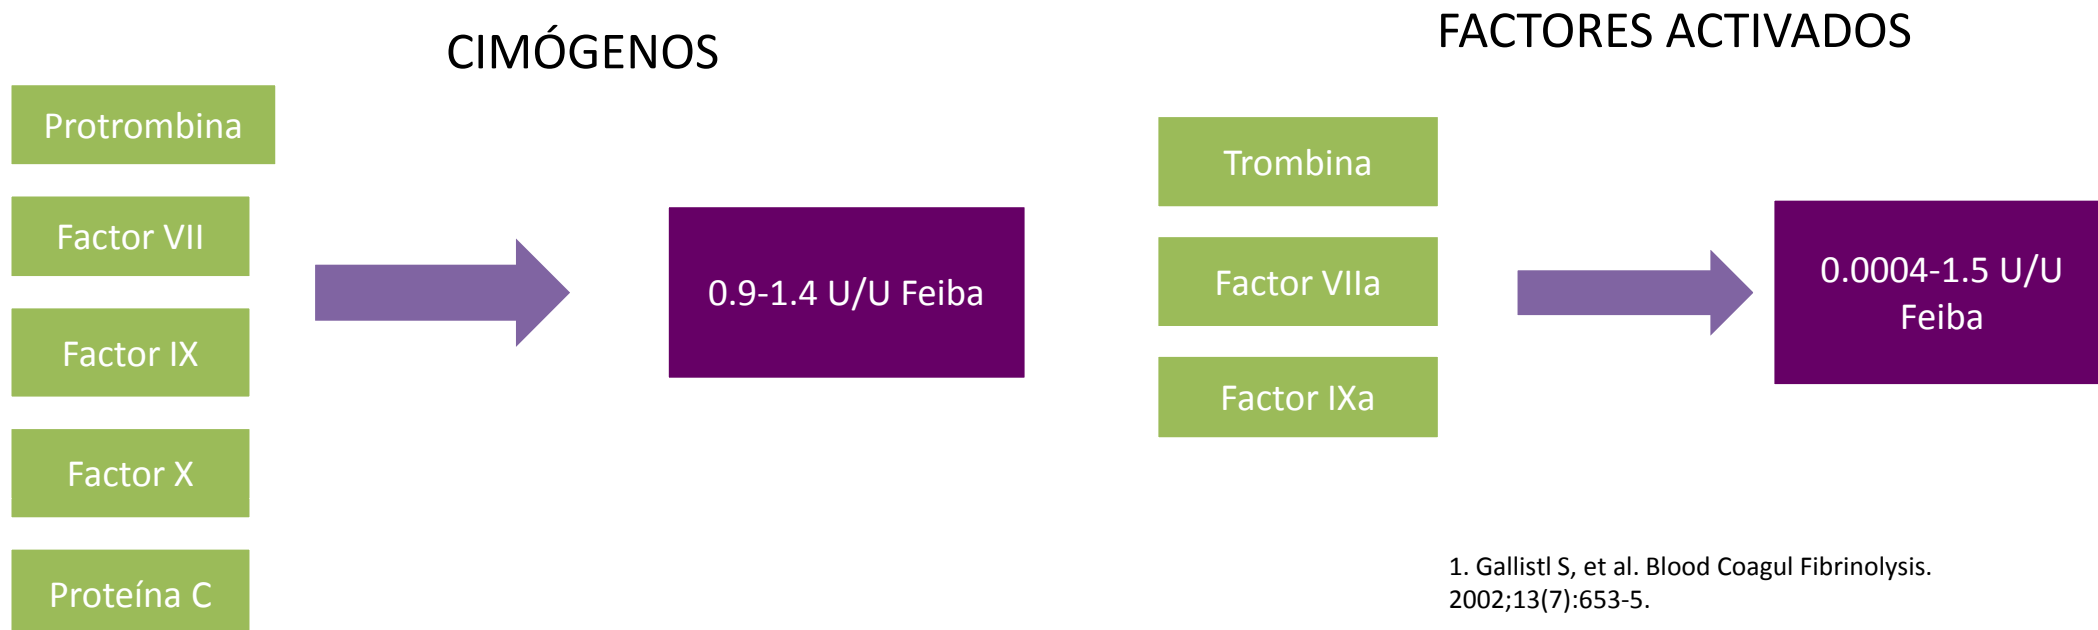 CIMÓGENOS
Protrombina
Factor VII
Factor IX
Factor X
Proteína C
0.9-1.4 U/U Feiba
FACTORES ACTIVADOS
Trombina
Factor VIIa
Factor IXa
0.0004-1.5 U/U
Feiba
1. Gallistl S, et al. Blood Coagul Fibrinolysis.
2002;13(7):653-5.